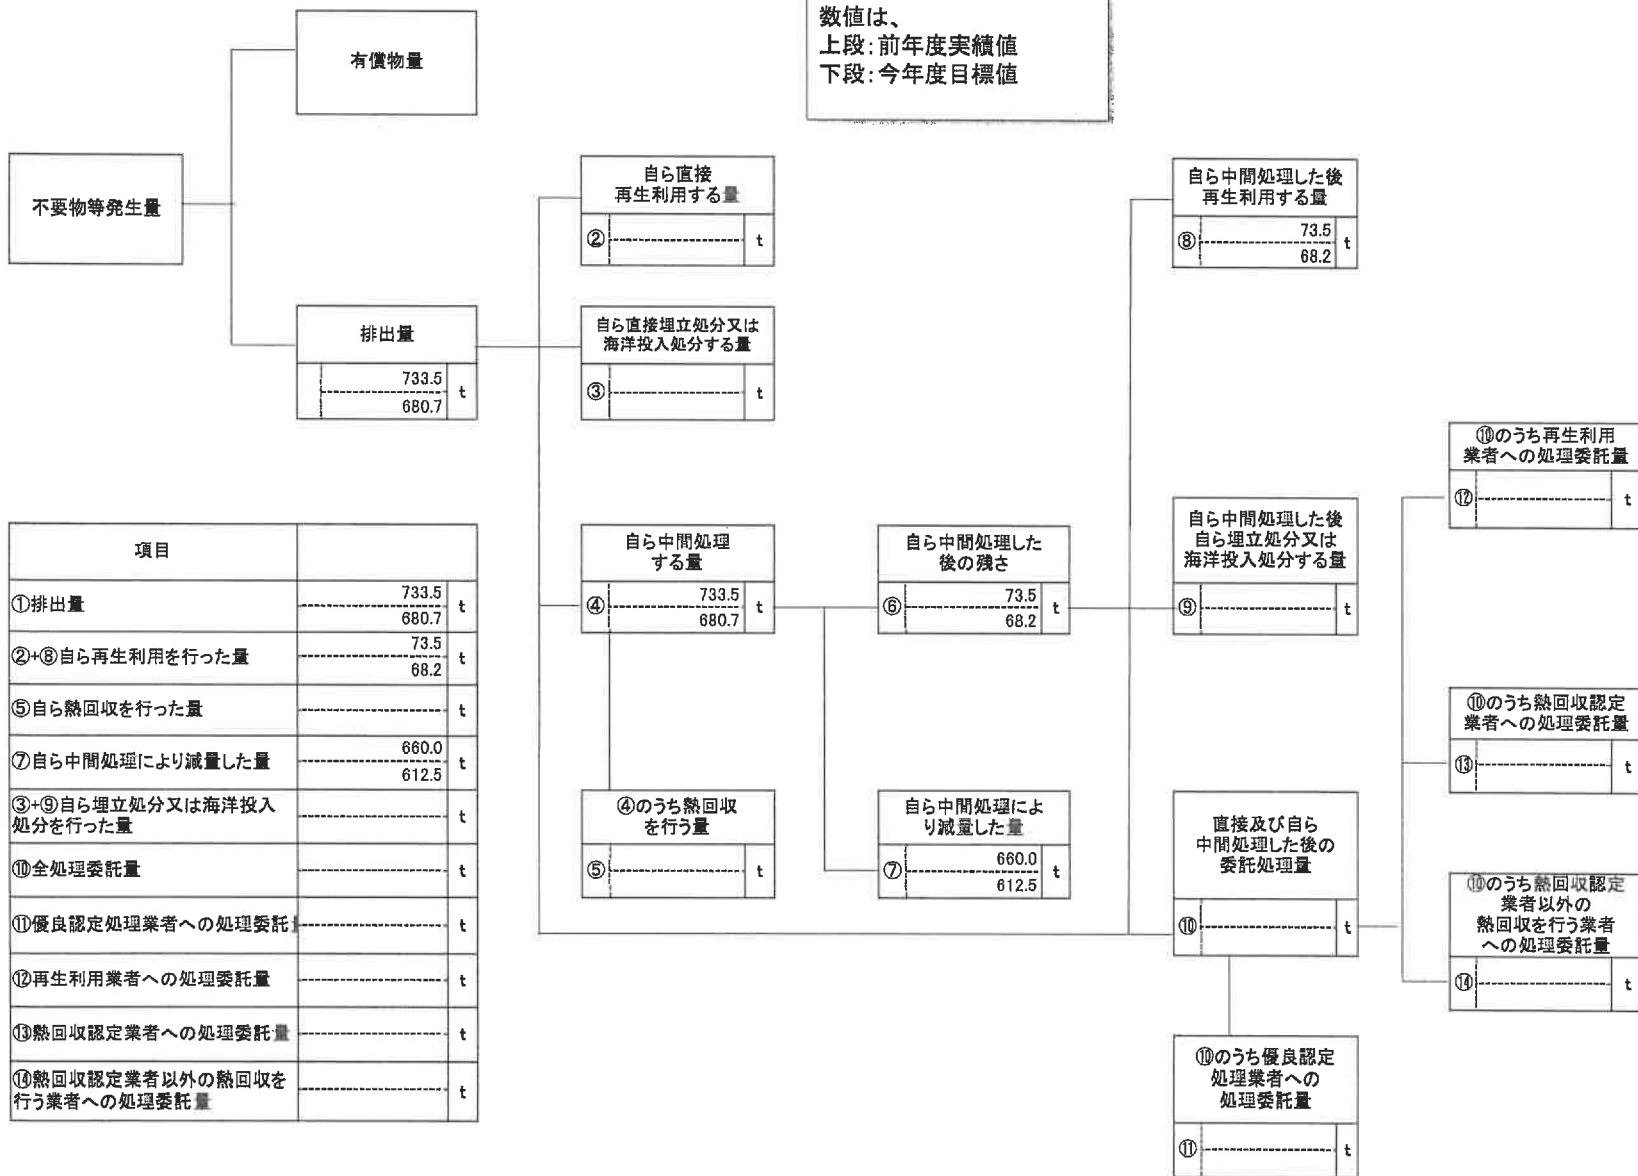 数値は、
上段：前年度実績値
下段：今年度目標値
有償物量
不要物等発生量
排出量
733.5
680.7
t
自ら直接
再生利用する量
②
t
自ら直接埋立処分又は
海洋投入処分する量
③
t
自ら中間処理
する量
④
733.5
680.7
t
④のうち熱回収
を行う量
⑤
t
自ら中間処理した
後の残さ
⑥
73.5
68.2
t
自ら中間処理によ
り減量した量
⑦
660.0
612.5
t
自ら中間処理した後
再生利用する量
⑧
73.5
68.2
t
自ら中間処理した後
自ら埋立処分又は
海洋投入処分する量
⑨
t
直接及び自ら
中間処理した後の
委託処理量
⑩
t
⑩のうち優良認定
処理業者への
処理委託量
⑪
t
⑩のうち再生利用
業者への処理委託量
⑫
t
⑩のうち熱回収認定
業者への処理委託量
⑬
t
⑩のうち熱回収認定
業者以外の
熱回収を行う業者
への処理委託量
⑭
t
項目
①排出量
733.5
680.7
t
②+⑧自ら再生利用を行った量
73.5
68.2
t
⑤自ら熱回収を行った量
t
⑦自ら中間処理により減量した量
660.0
612.5
t
③+⑨自ら埋立処分又は海洋投入
処分を行った量
t
⑩全処理委託量
t
⑪優良認定処理業者への処理委託
t
⑫再生利用業者への処理委託量
t
⑬熱回収認定業者への処理委託量
t
⑭熱回収認定業者以外の熱回収を
行う業者への処理委託量
t